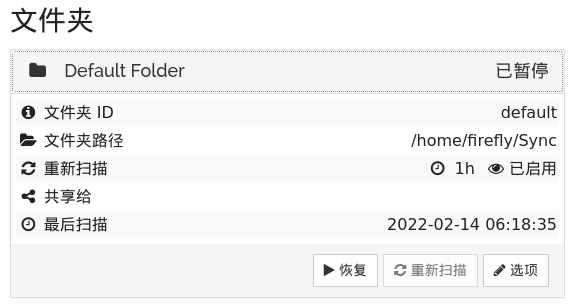 文件夹
Default Folder 已暂停
文件夹 ID default
文件夹路径 /home/firefly/Sync
重新扫描 1h 已启用
共享给
最后扫描 2022-02-14 06:18:35
恢复 重新扫描 选项